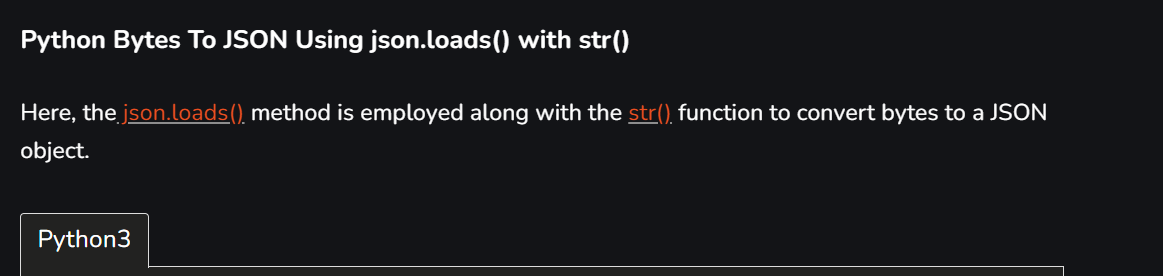 Python Bytes To JSON Using json.loads() with str()
Here, the json.loads() method is employed along with the str() function to convert bytes to a JSON
object.
Python3